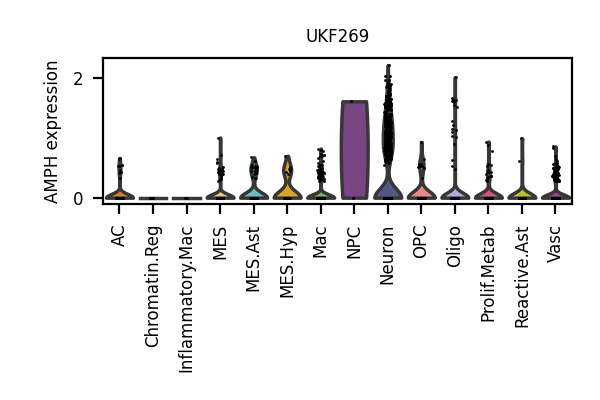 UKF269
AMPH expression
2
0
AC
Chromatin.Reg
Inflammatory.Mac
MES
MES.Ast
MES.Hyp
Mac
NPC
Neuron
OPC
Oligo
Prolif.Metab
Reactive.Ast
Vasc